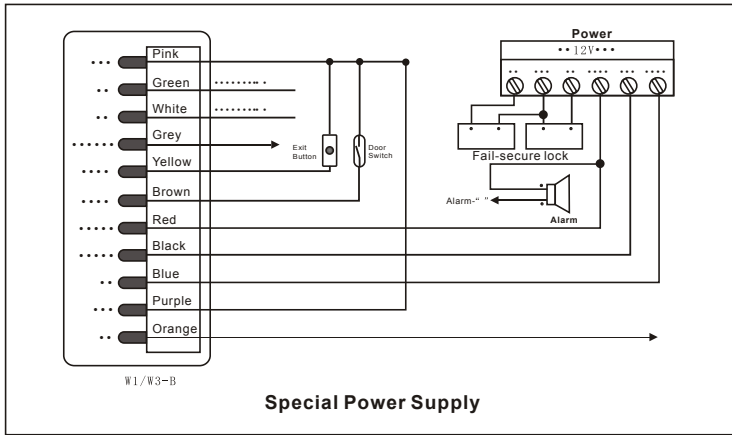 Power
12V
Pink
Green
White
Grey
Yellow
Brown
Red
Black
Blue
Purple
Orange
W1/W3-B
Exit
Button
Door
Switch
Fail-secure lock
Alarm-“ ”
Alarm
Special Power Supply